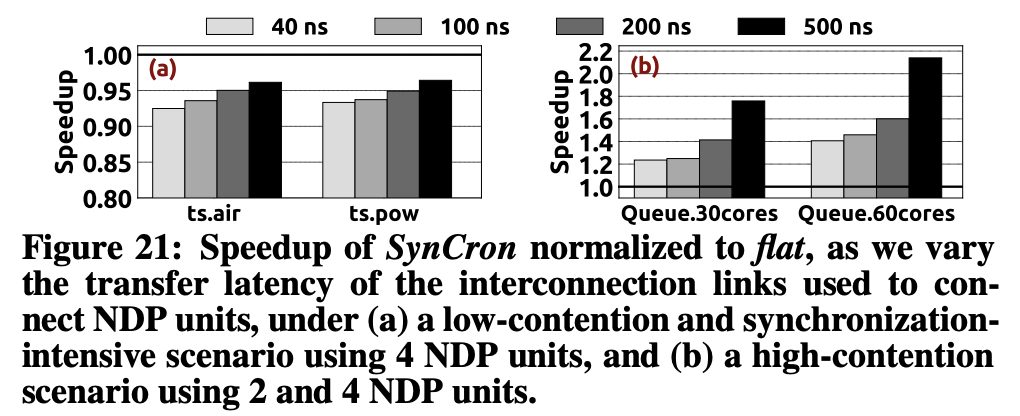 40 ns 100 ns 200 ns 500 ns
(a)
Speedup
1.00
0.95
0.90
0.85
0.80
ts.air ts.pow
(b)
Speedup
2.2
2.0
1.8
1.6
1.4
1.2
1.0
Queue.30cores Queue.60cores
Figure 21: Speedup of SynCron normalized to flat, as we vary
the transfer latency of the interconnection links used to con-
nect NDP units, under (a) a low-contention and synchronization-
intensive scenario using 4 NDP units, and (b) a high-contention
scenario using 2 and 4 NDP units.